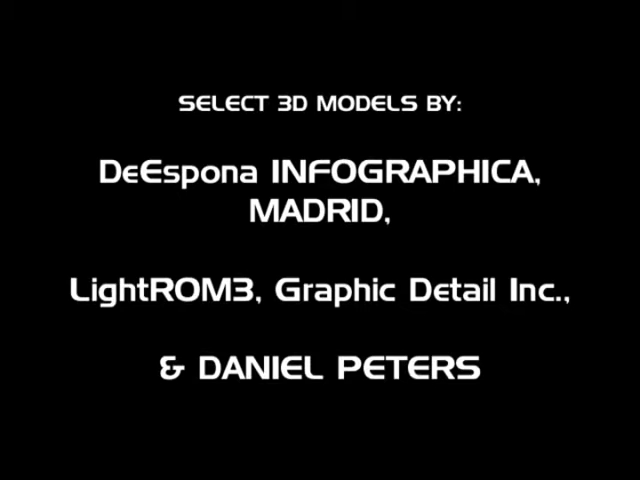 SELECT 3D MODELS BY:
DeEspona INFOGRAPHICA,
MADRID,
LightROM3, Graphic Detail Inc.,
& DANIEL PETERS